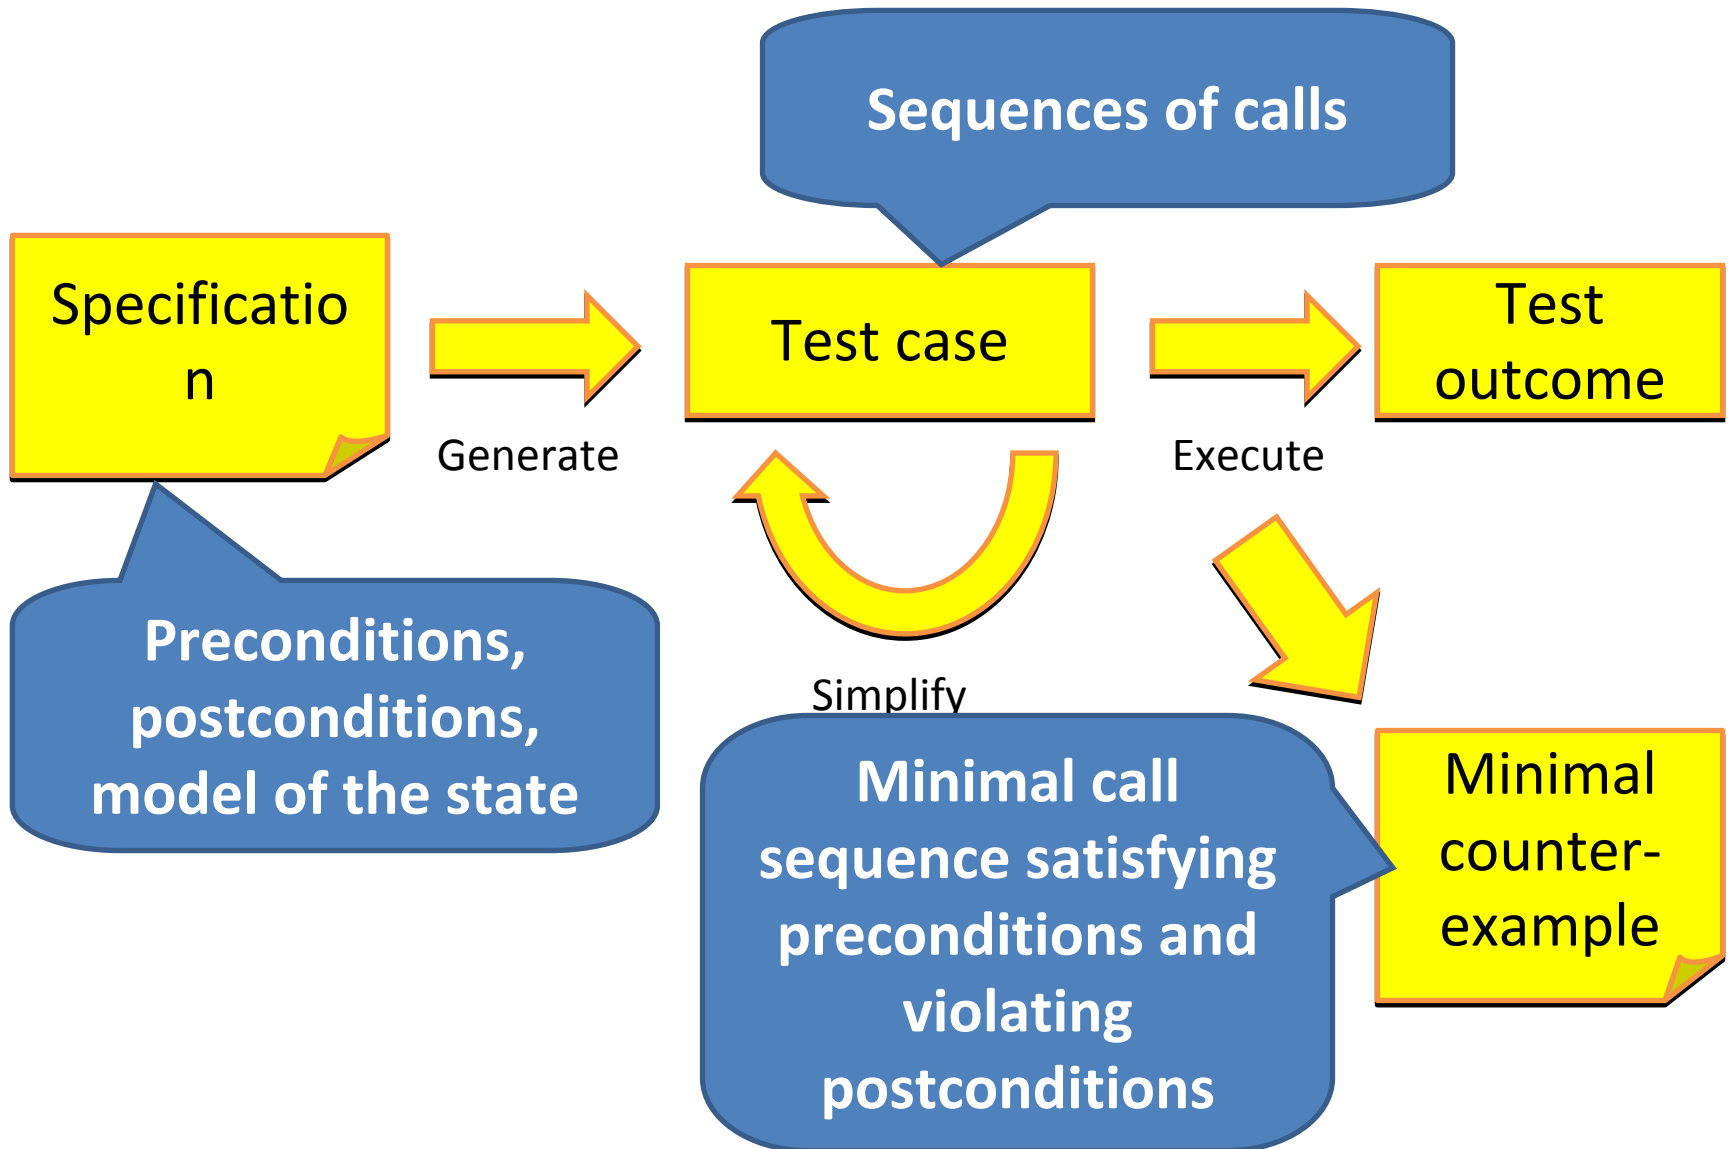 Sequences of calls
Specificatio
n
Test case
Test
outcome
Generate
Execute
Simplify
Preconditions,
postconditions,
model of the state
Minimal call
sequence satisfying
preconditions and
violating
postconditions
Minimal
counter-
example